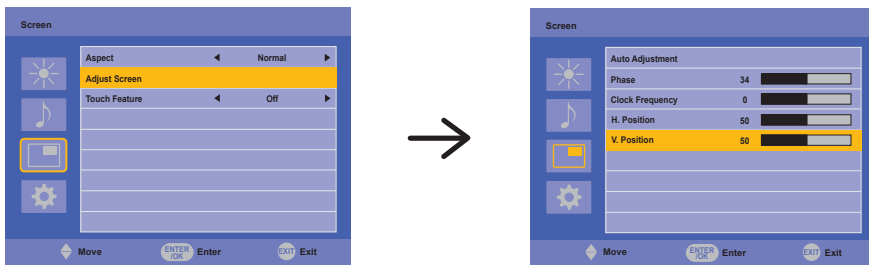 Screen
Aspect Normal
Adjust Screen
Touch Feature Off
Move ENTER /OK Enter EXIT Exit
Screen
Auto Adjustment
Phase 34
Clock Frequency 0
H. Position 50
V. Position 50
Move ENTER /OK Enter EXIT Exit